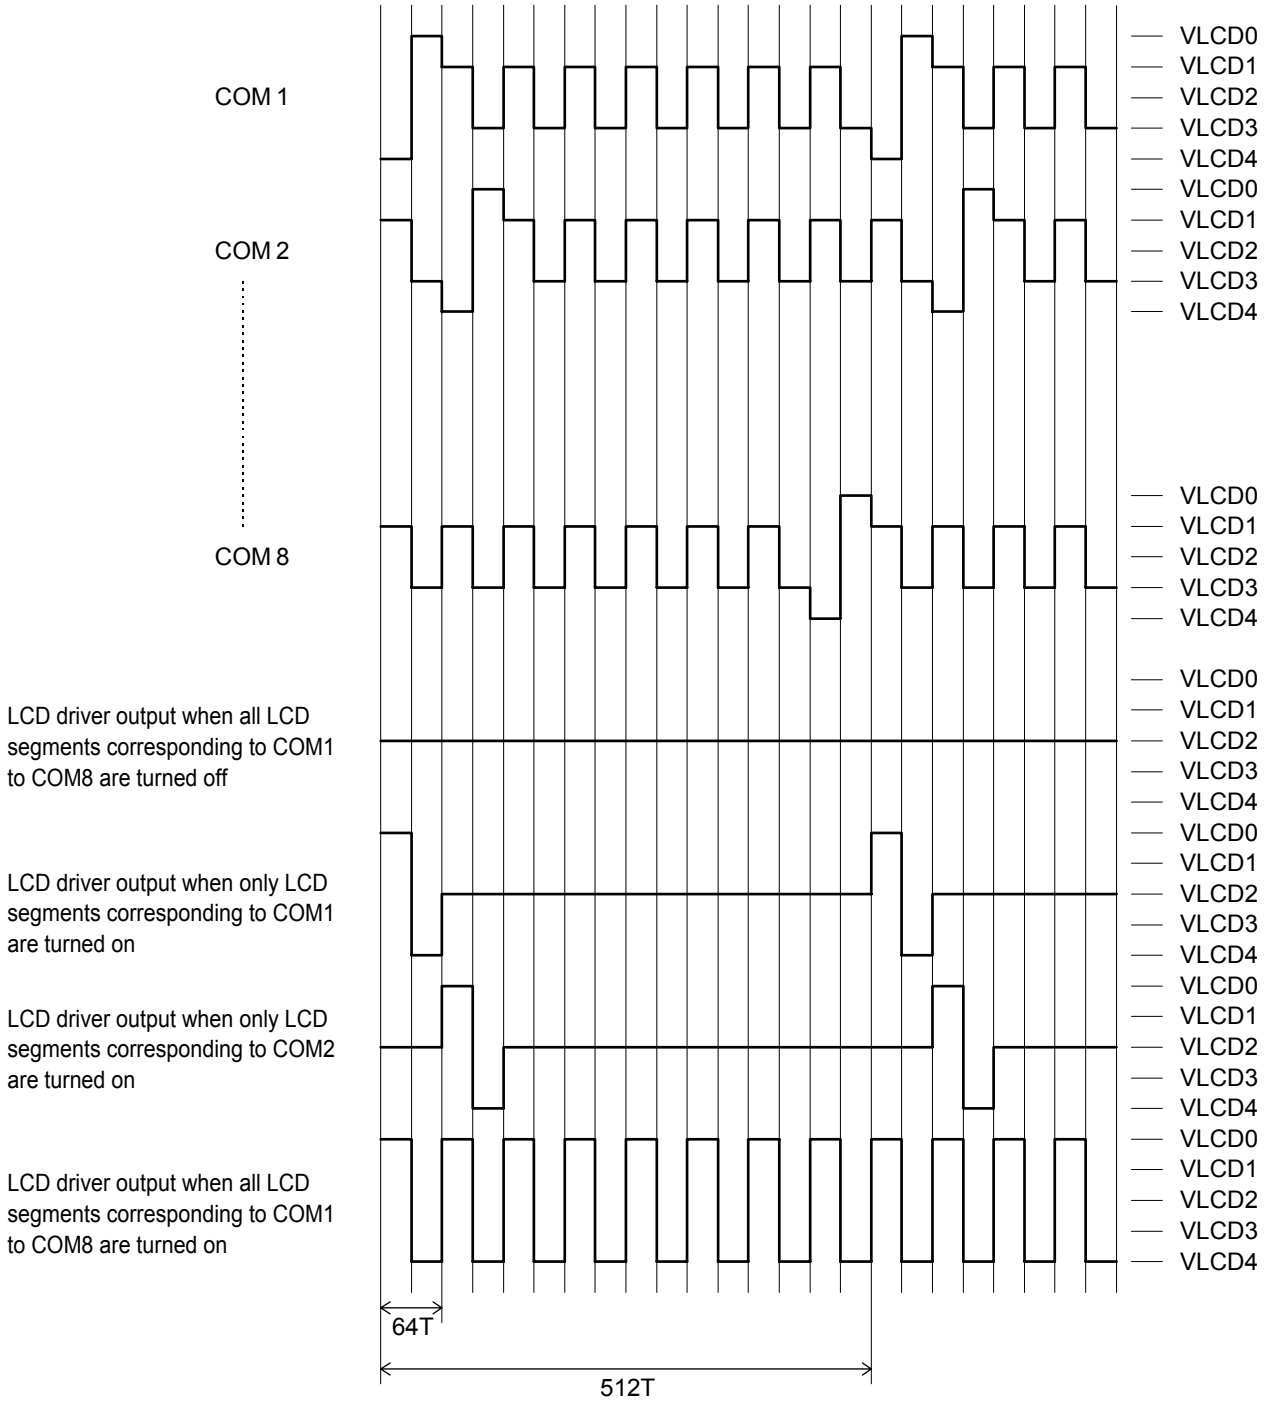 VLCD0
VLCD1
COM 1
VLCD2
VLCD3
VLCD4
VLCD0
VLCD1
COM 2
VLCD2
VLCD3
VLCD4
VLCD0
VLCD1
COM 8
VLCD2
VLCD3
VLCD4
LCD driver output when all LCD
segments corresponding to COM1
to COM8 are turned off
VLCD0
VLCD1
VLCD2
VLCD3
VLCD4
LCD driver output when only LCD
segments corresponding to COM1
are turned on
VLCD0
VLCD1
VLCD2
VLCD3
VLCD4
LCD driver output when only LCD
segments corresponding to COM2
are turned on
VLCD0
VLCD1
VLCD2
VLCD3
VLCD4
LCD driver output when all LCD
segments corresponding to COM1
to COM8 are turned on
VLCD0
VLCD1
VLCD2
VLCD3
VLCD4
64T
512T